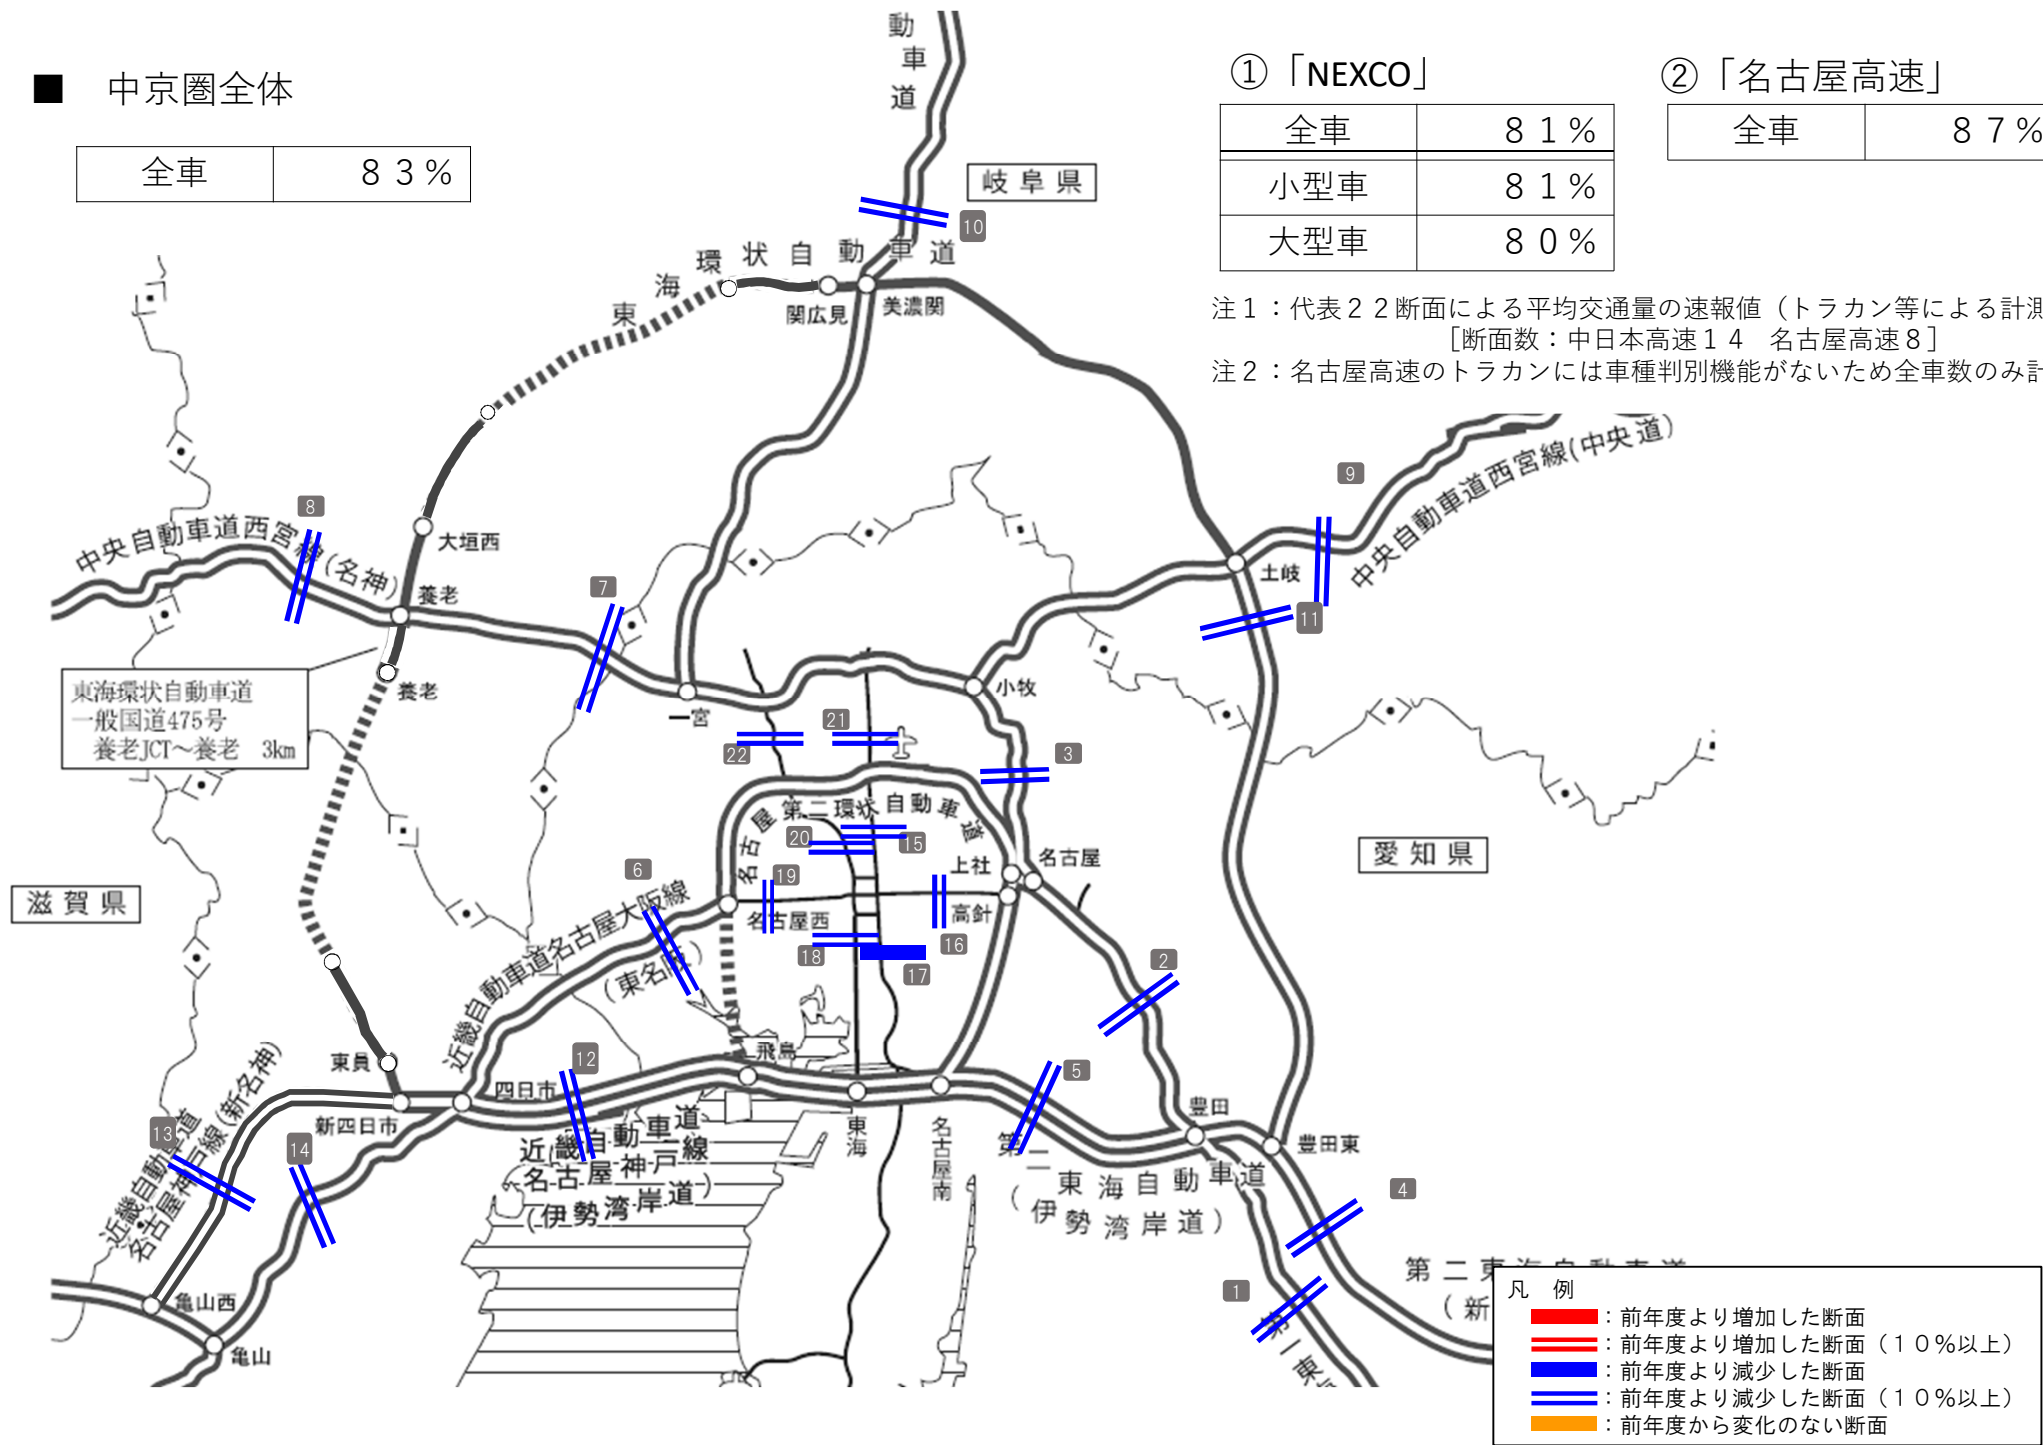 ■ 中京圏全体
全車 ８３％
①「NEXCO」
全車 ８１％
小型車 ８１％
大型車 ８０％
②「名古屋高速」
全車 ８７％
注１：代表２２断面による平均交通量の速報値（トラカン等による計測
［断面数：中日本高速１４　名古屋高速８］
注２：名古屋高速のトラカンには車種判別機能がないため全車数のみ計
動車道
岐阜県
10
東海環状自動車道
関広見
美濃関
9
中央自動車道西宮線(中央道)
8
中央自動車道西宮線(名神)
大垣西
養老
7
土岐
11
養老
東海環状自動車道
一般国道475号
養老JCT～養老　3km
一宮
小牧
22
21
3
名古屋第二環状自動車道
20
15
上社
名古屋
愛知県
6
19
滋賀県
名古屋西
高針
近畿自動車道名古屋大阪線
(東名阪)
18
16
17
2
飛島
東員
12
四日市
5
新四日市
豊田
13
近畿自動車道
名古屋神戸線(新名神)
14
近畿自動車道
名古屋神戸線
(伊勢湾岸道)
東海
名古屋南
豊田東
第二東海自動車道
(伊勢湾岸道)
4
1
亀山西
亀山
第一東
第二東海自動車道
(新
凡　例
：前年度より増加した断面
：前年度より増加した断面（１０％以上）
：前年度より減少した断面
：前年度より減少した断面（１０％以上）
：前年度から変化のない断面